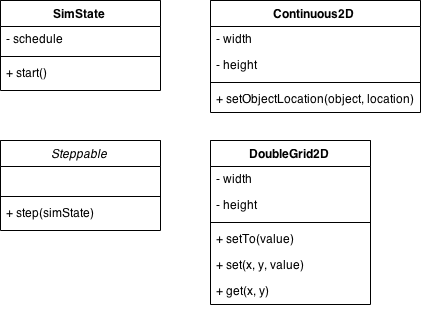 SimState
- schedule
+ start()
Continuous2D
- width
- height
+ setObjectLocation(object, location)
Steppable
+ step(simState)
DoubleGrid2D
- width
- height
+ setTo(value)
+ set(x, y, value)
+ get(x, y)